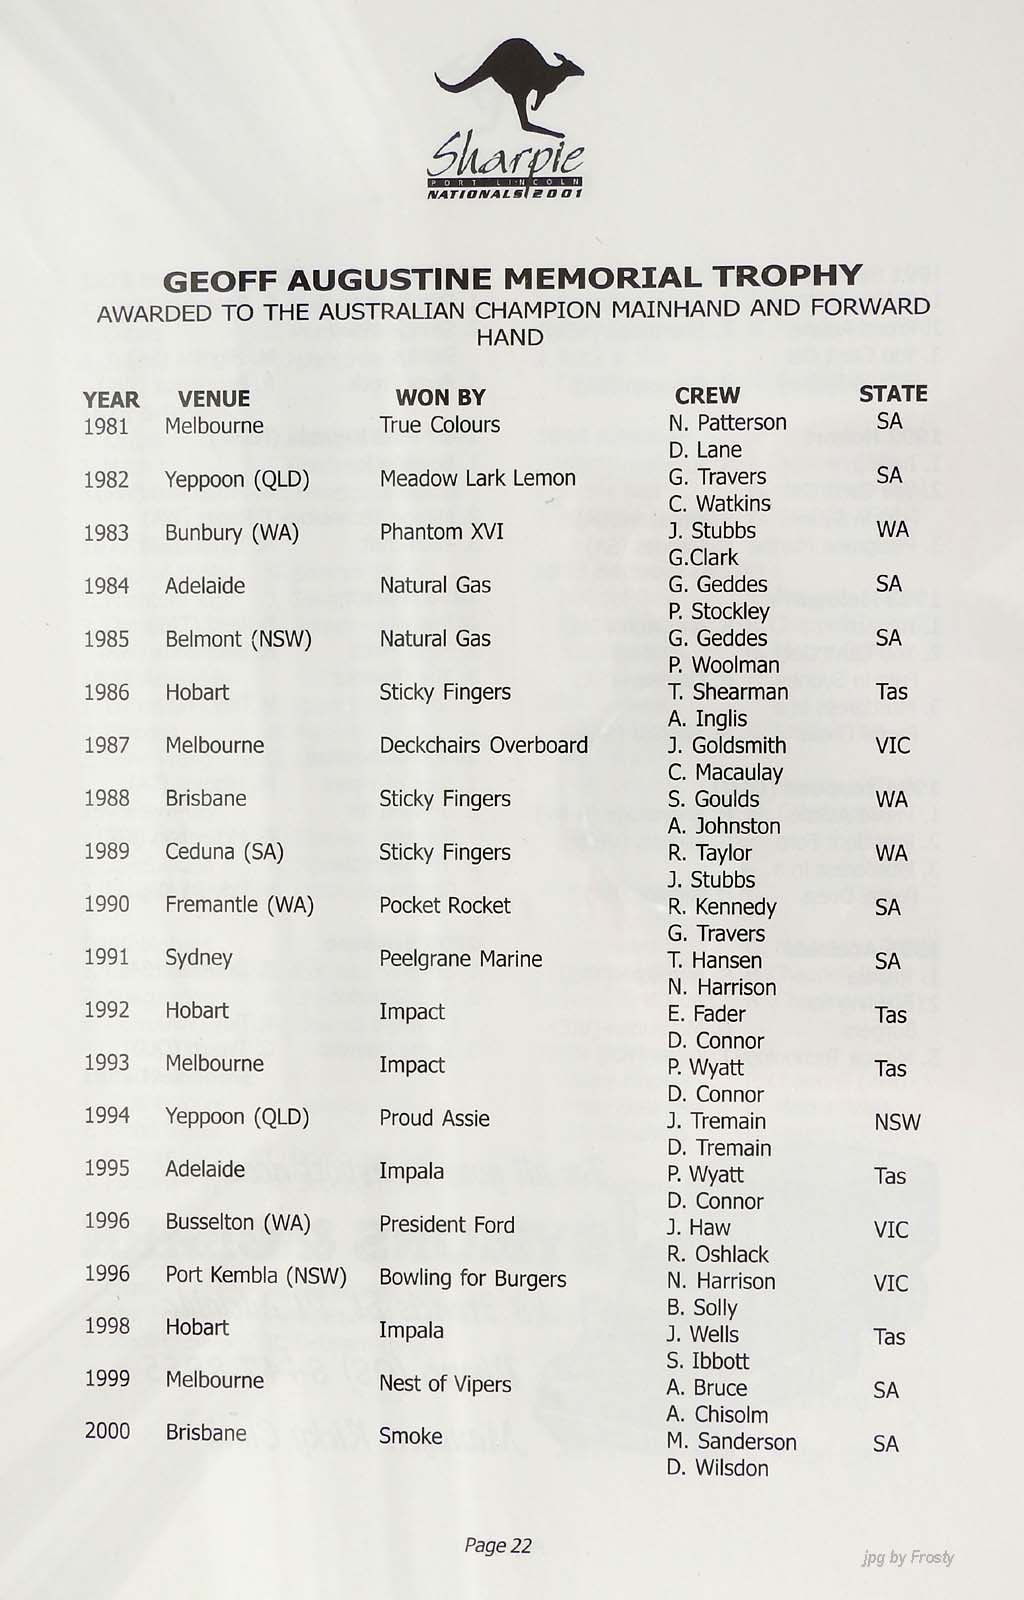 Sharpie
PORT LINCOLN
NATIONALS 2001
GEOFF AUGUSTINE MEMORIAL TROPHY
AWARDED TO THE AUSTRALIAN CHAMPION MAINHAND AND FORWARD
HAND
YEAR VENUE WON BY CREW STATE
1981 Melbourne True Colours N. Patterson SA
D. Lane
1982 Yeppoon (QLD) Meadow Lark Lemon G. Travers SA
C. Watkins
1983 Bunbury (WA) Phantom XVI J. Stubbs WA
G.Clark
1984 Adelaide Natural Gas G. Geddes SA
P. Stockley
1985 Belmont (NSW) Natural Gas G. Geddes SA
P. Woolman
1986 Hobart Sticky Fingers T. Shearman Tas
A. Inglis
1987 Melbourne Deckchairs Overboard J. Goldsmith VIC
C. Macaulay
1988 Brisbane Sticky Fingers S. Goulds WA
A. Johnston
1989 Ceduna (SA) Sticky Fingers R. Taylor WA
J. Stubbs
1990 Fremantle (WA) Pocket Rocket R. Kennedy SA
G. Travers
1991 Sydney Peelgrane Marine T. Hansen SA
N. Harrison
1992 Hobart Impact E. Fader Tas
D. Connor
1993 Melbourne Impact P. Wyatt Tas
D. Connor
1994 Yeppoon (QLD) Proud Assie J. Tremain NSW
D. Tremain
1995 Adelaide Impala P. Wyatt Tas
D. Connor
1996 Busselton (WA) President Ford J. Haw VIC
R. Oshlack
1996 Port Kembla (NSW) Bowling for Burgers N. Harrison VIC
B. Solly
1998 Hobart Impala J. Wells Tas
S. Ibbott
1999 Melbourne Nest of Vipers A. Bruce SA
A. Chisolm
2000 Brisbane Smoke M. Sanderson SA
D. Wilsdon
Page 22
jpg by Frosty